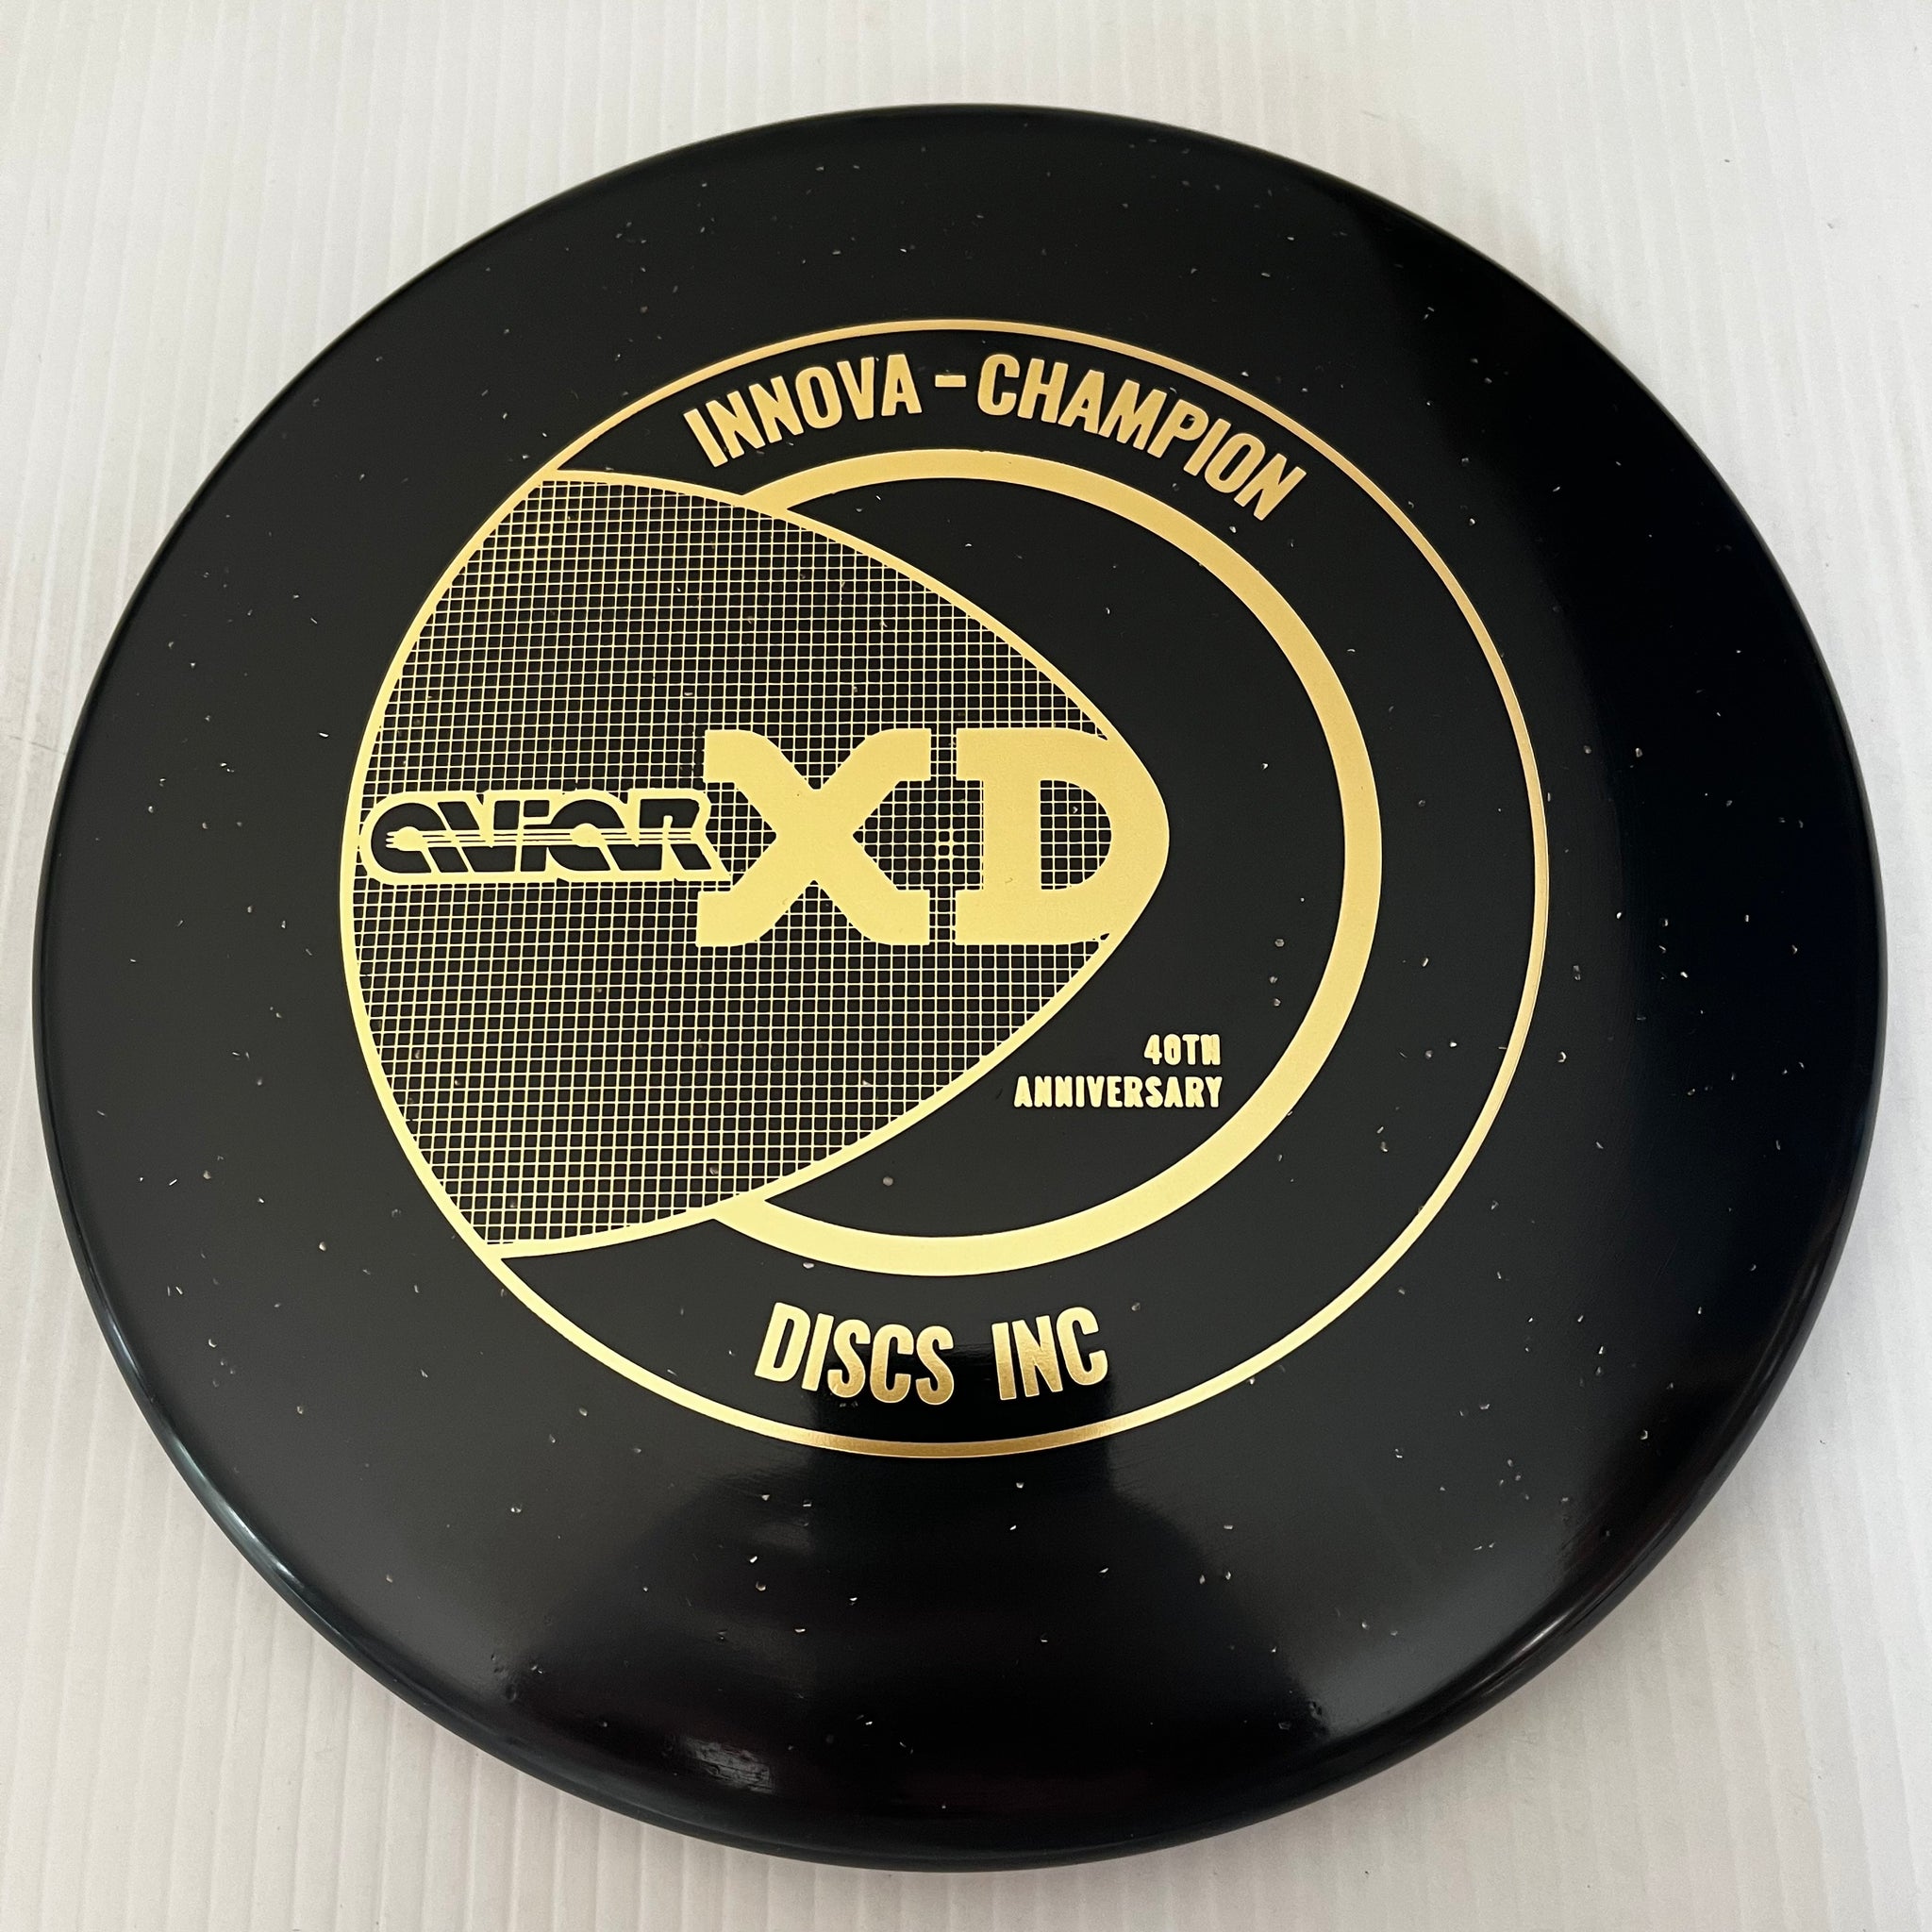 INNOVA - CHAMPION
AVIAR XD
40TH
ANNIVERSARY
DISCS INC